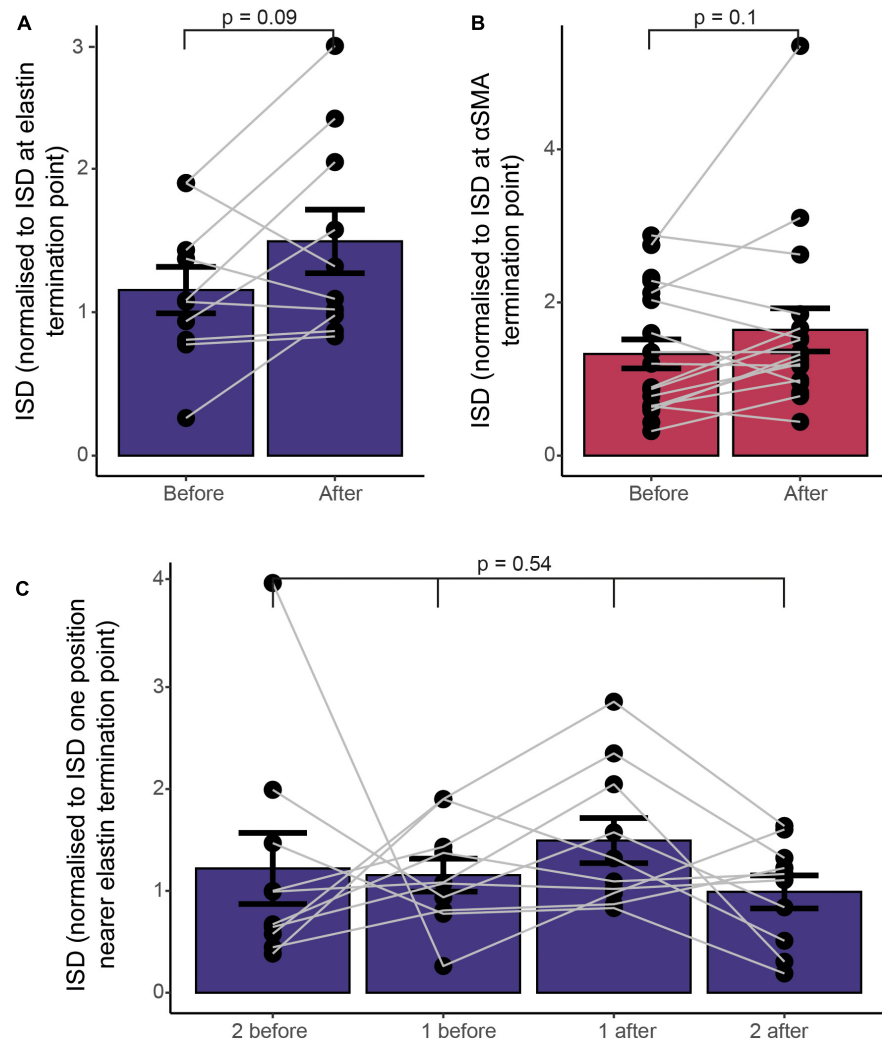 A
p = 0.09
ISD (normalised to ISD at elastin
termination point)
3
2
1
0
Before
After
B
p = 0.1
ISD (normalised to ISD at αSMA
termination point)
4
2
0
Before
After
C
p = 0.54
ISD (normalised to ISD one position
nearer elastin termination point)
4
3
2
1
0
2 before
1 before
1 after
2 after